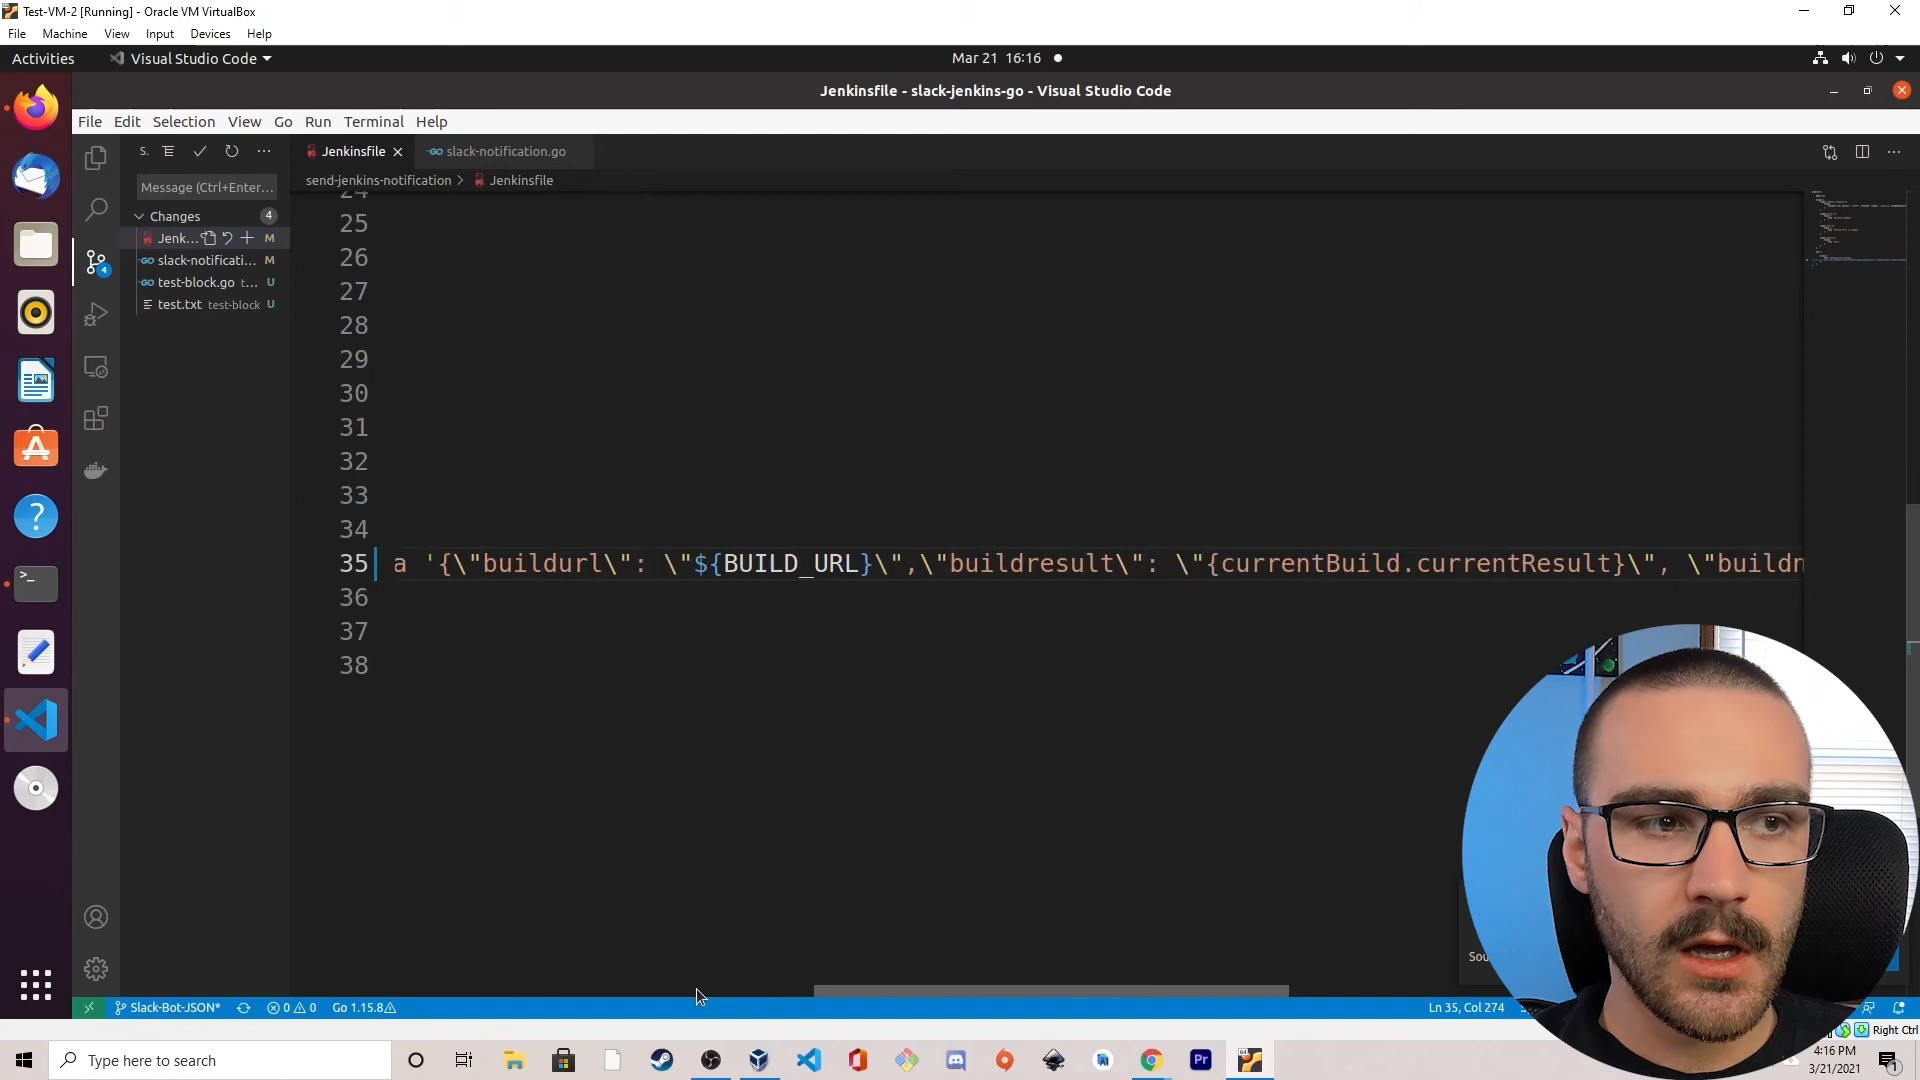 Test-VM-2 [Running] - Oracle VM VirtualBox
File Machine View Input Devices Help
Activities Visual Studio Code Mar 21 16:16
Jenkinsfile - slack-jenkins-go - Visual Studio Code
File Edit Selection View Go Run Terminal Help
S. Jenkinsfile slack-notification.go
send-jenkins-notification > Jenkinsfile
Message (Ctrl+Enter...
Changes 4
Jenk... M
slack-notificati... M
test-block.go t... U
test.txt test-block U
4
24
25
26
27
28
29
30
31
32
33
34
35 a '{\"buildurl\": \"${BUILD_URL}\",\"buildresult\": \"{currentBuild.currentResult}\", \"buildn
36
37
38
Sou
Slack-Bot-JSON* 0 0 Go 1.15.8 Ln 35, Col 274
Right Ctrl
Type here to search
4:16 PM
3/21/2021